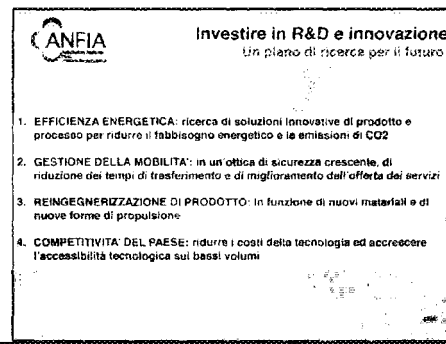 ANFIA
Investire in R&D e innovazione
Un piano di ricerca per il futuro
1. EFFICIENZA ENERGETICA: ricerca di soluzioni innovative di prodotto e
processo per ridurre il fabbisogno energetico e le emissioni di CO2
2. GESTIONE DELLA MOBILITA': in un'ottica di sicurezza crescente, di
riduzione dei tempi di trasferimento e di miglioramento dell'offerta dei servizi
3. REINGEGNERIZZAZIONE DI PRODOTTO: in funzione di nuovi materiali e di
nuove forme di propulsione
4. COMPETITIVITA' DEL PAESE: ridurre i costi della tecnologia ed accrescere
l'accessibilità tecnologica sui bassi volumi